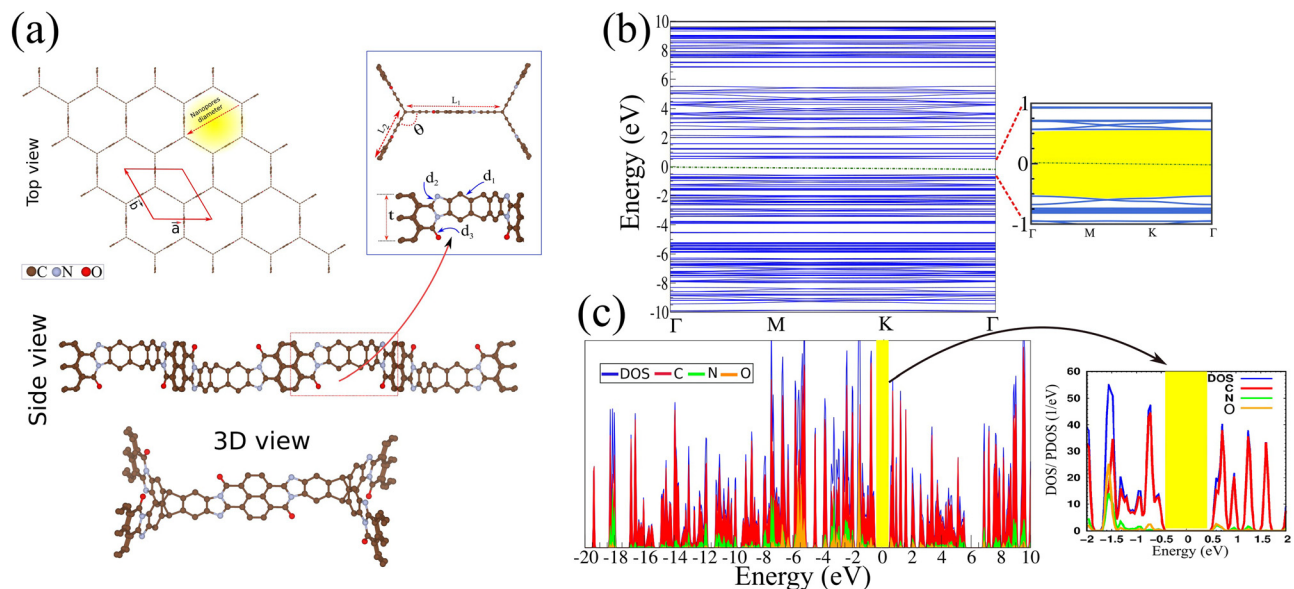 (a)
Top view
Nanopores
diameter
b
a
C N O
L₁
L₂
θ
d₂
d₁
t
d₃
Side view
3D view
(b)
Energy (eV)
10
8
6
4
2
0
-2
-4
-6
-8
-10
Γ M K Γ
1
0
-1
Γ M K Γ
(c)
DOS C N O
-20 -18 -16 -14 -12 -10 -8 -6 -4 -2 0 2 4 6 8 10
Energy (eV)
DOS/ PDOS (1/eV)
60
50
40
30
20
10
0
DOS
C
N
O
-2 -1.5 -1 -0.5 0 0.5 1 1.5 2
Energy (eV)